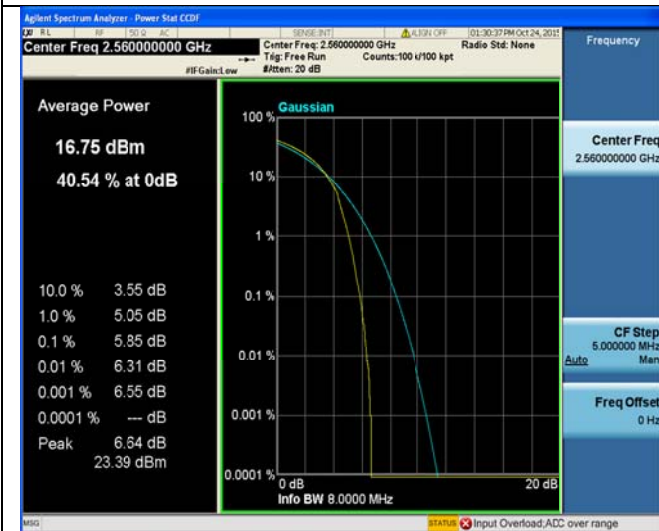 Agilent Spectrum Analyzer - Power Stat CCDF
RL RF 50 Ω AC SENSE:INT ALIGN OFF 01:30:37 PM Oct 24, 2015
Center Freq 2.560000000 GHz
Center Freq: 2.560000000 GHz Radio Std: None
Trig: Free Run Counts:100 k/100 kpt
#IFGain:Low #Atten: 20 dB
Frequency
Average Power
16.75 dBm
40.54 % at 0dB
10.0 % 3.55 dB
1.0 % 5.05 dB
0.1 % 5.85 dB
0.01 % 6.31 dB
0.001 % 6.55 dB
0.0001 % --- dB
Peak 6.64 dB
23.39 dBm
Gaussian
100 %
10 %
1 %
0.1 %
0.01 %
0.001 %
0.0001 %
0 dB 20 dB
Info BW 8.0000 MHz
Center Freq
2.560000000 GHz
CF Step
5.000000 MHz
Auto Man
Freq Offset
0 Hz
MSG STATUS Input Overload;ADC over range